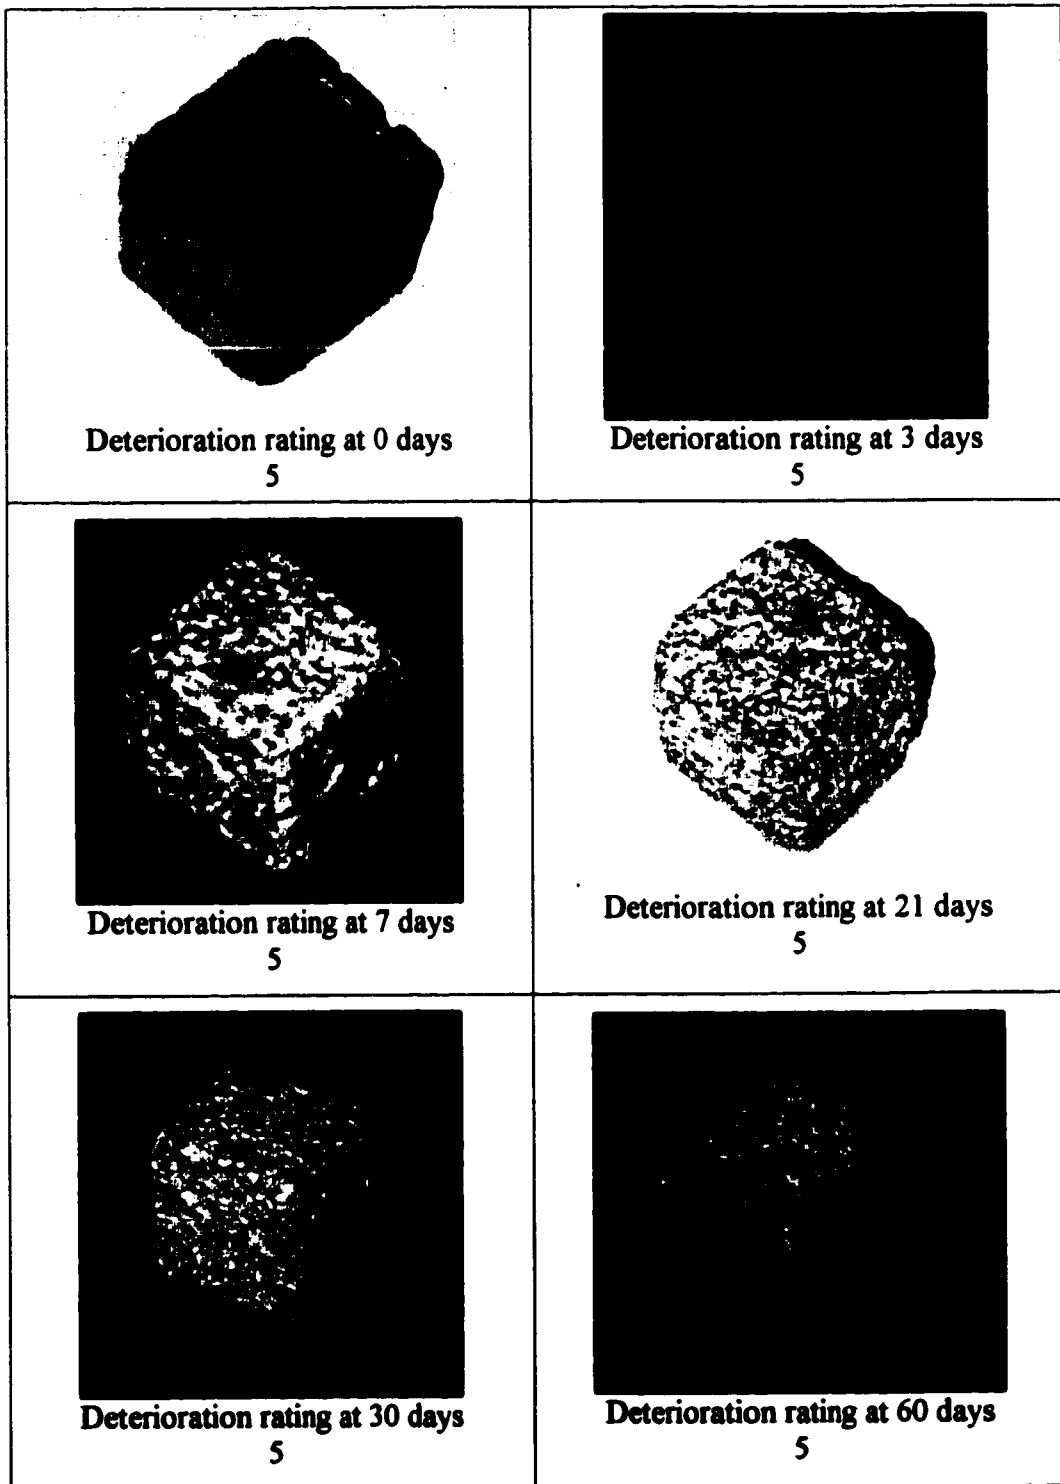 Deterioration rating at 0 days
5
Deterioration rating at 3 days
5
Deterioration rating at 7 days
5
Deterioration rating at 21 days
5
Deterioration rating at 30 days
5
Deterioration rating at 60 days
5